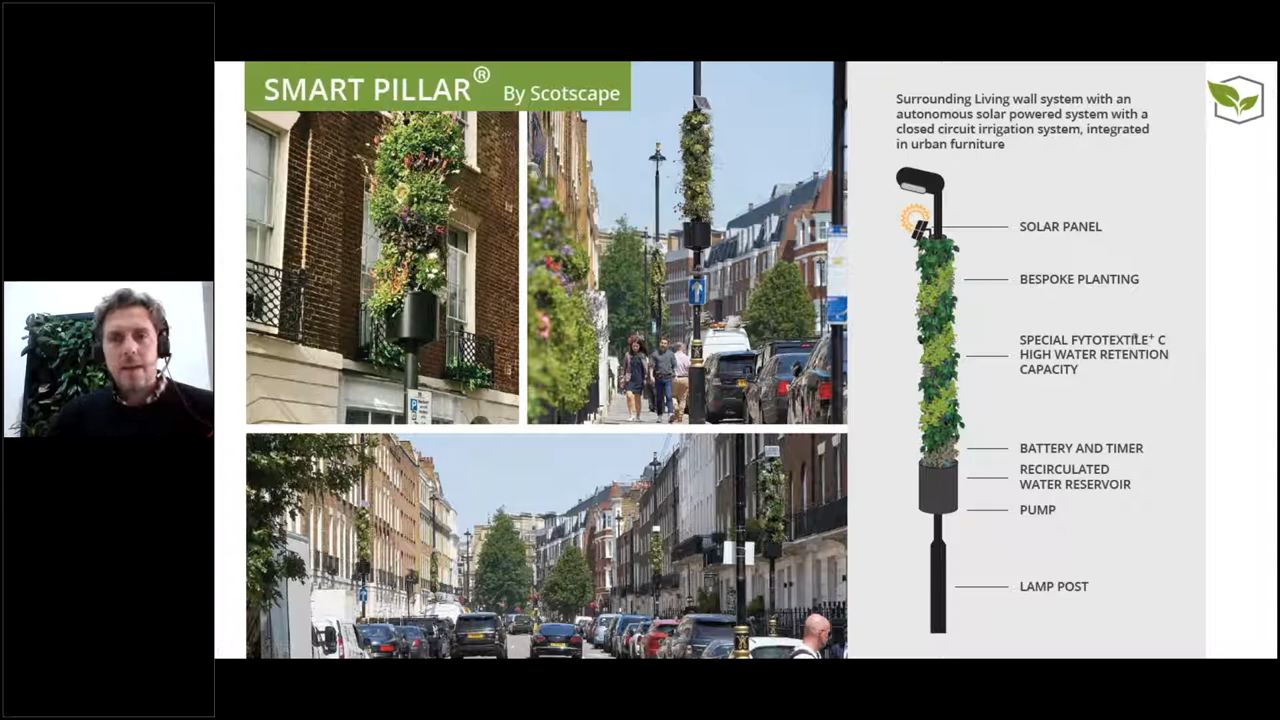 SMART PILLAR® By Scotscape
Surrounding Living wall system with an
autonomous solar powered system with a
closed circuit irrigation system, integrated
in urban furniture
SOLAR PANEL
BESPOKE PLANTING
SPECIAL FYTOTEXTILE⁺ C
HIGH WATER RETENTION
CAPACITY
BATTERY AND TIMER
RECIRCULATED
WATER RESERVOIR
PUMP
LAMP POST